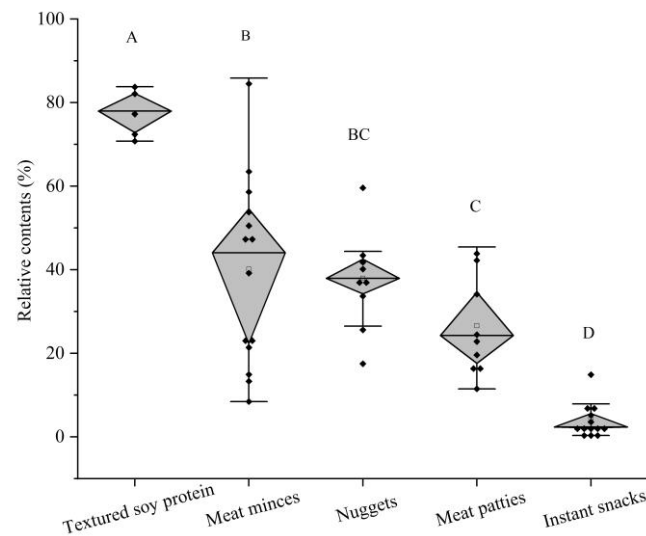 100
80
60
40
20
0
Relative contents (%)
A
B
BC
C
D
Textured soy protein
Meat minces
Nuggets
Meat patties
Instant snacks